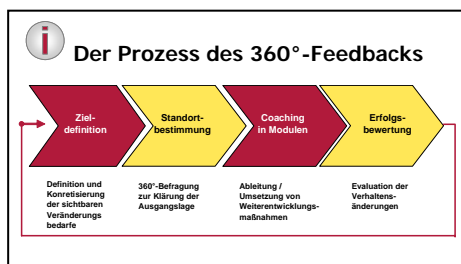 i
Der Prozess des 360°-Feedbacks
Ziel-
definition
Standort-
bestimmung
Coaching
in Modulen
Erfolgs-
bewertung
Definition und
Konkretisierung
der sichtbaren
Veränderungs
bedarfe
360°-Befragung
zur Klärung der
Ausgangslage
Ableitung /
Umsetzung von
Weiterentwicklungs-
maßnahmen
Evaluation der
Verhaltens-
änderungen